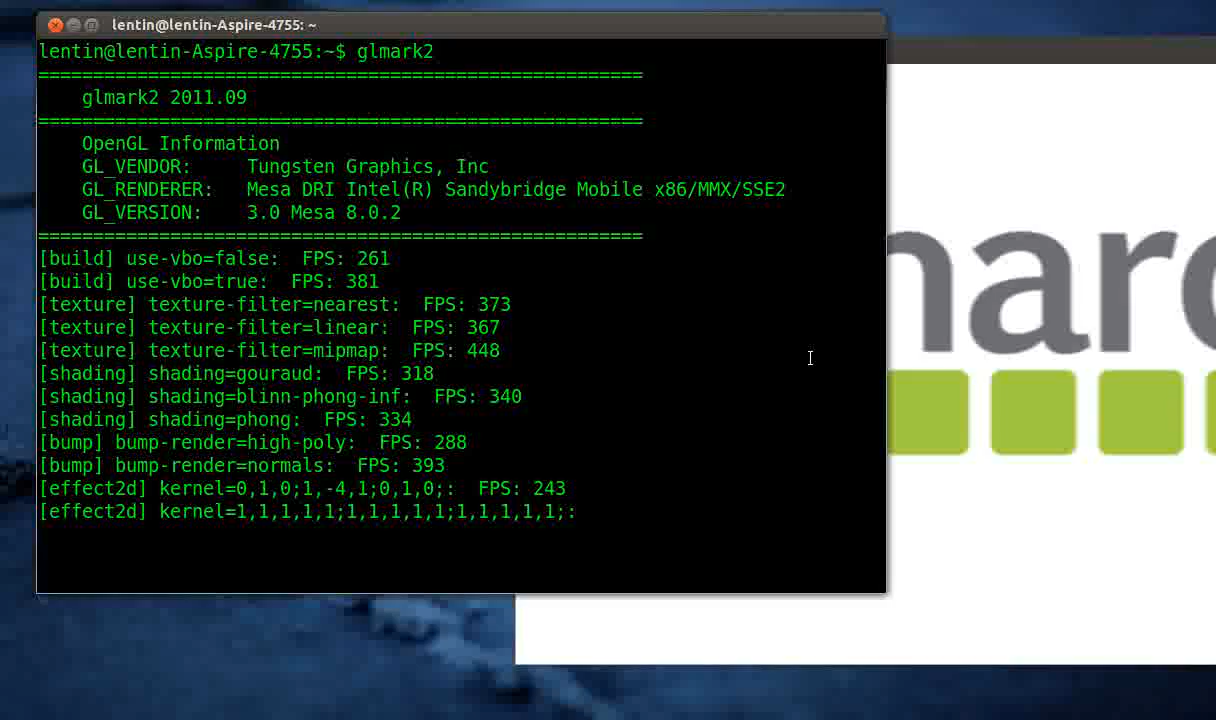 lentin@lentin-Aspire-4755: ~
lentin@lentin-Aspire-4755:~$ glmark2
=======================================================
    glmark2 2011.09
=======================================================
    OpenGL Information
    GL_VENDOR:     Tungsten Graphics, Inc
    GL_RENDERER:   Mesa DRI Intel(R) Sandybridge Mobile x86/MMX/SSE2
    GL_VERSION:    3.0 Mesa 8.0.2
=======================================================
[build] use-vbo=false:  FPS: 261
[build] use-vbo=true:  FPS: 381
[texture] texture-filter=nearest:  FPS: 373
[texture] texture-filter=linear:  FPS: 367
[texture] texture-filter=mipmap:  FPS: 448
[shading] shading=gouraud:  FPS: 318
[shading] shading=blinn-phong-inf:  FPS: 340
[shading] shading=phong:  FPS: 334
[bump] bump-render=high-poly:  FPS: 288
[bump] bump-render=normals:  FPS: 393
[effect2d] kernel=0,1,0;1,-4,1;0,1,0;:  FPS: 243
[effect2d] kernel=1,1,1,1,1;1,1,1,1,1;1,1,1,1,1;: